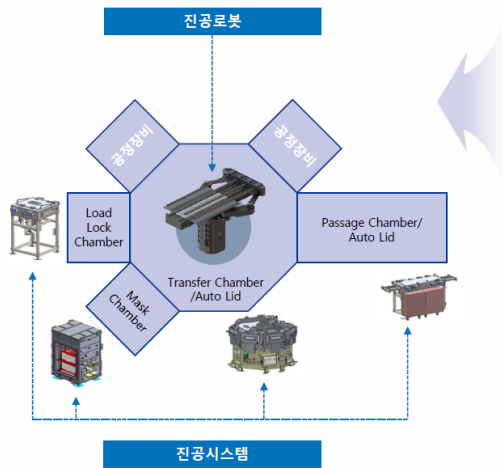 진공로봇
공정장비
공정장비
Load
Lock
Chamber
Passage Chamber/
Auto Lid
Transfer Chamber
/Auto Lid
Mask
Chamber
진공시스템